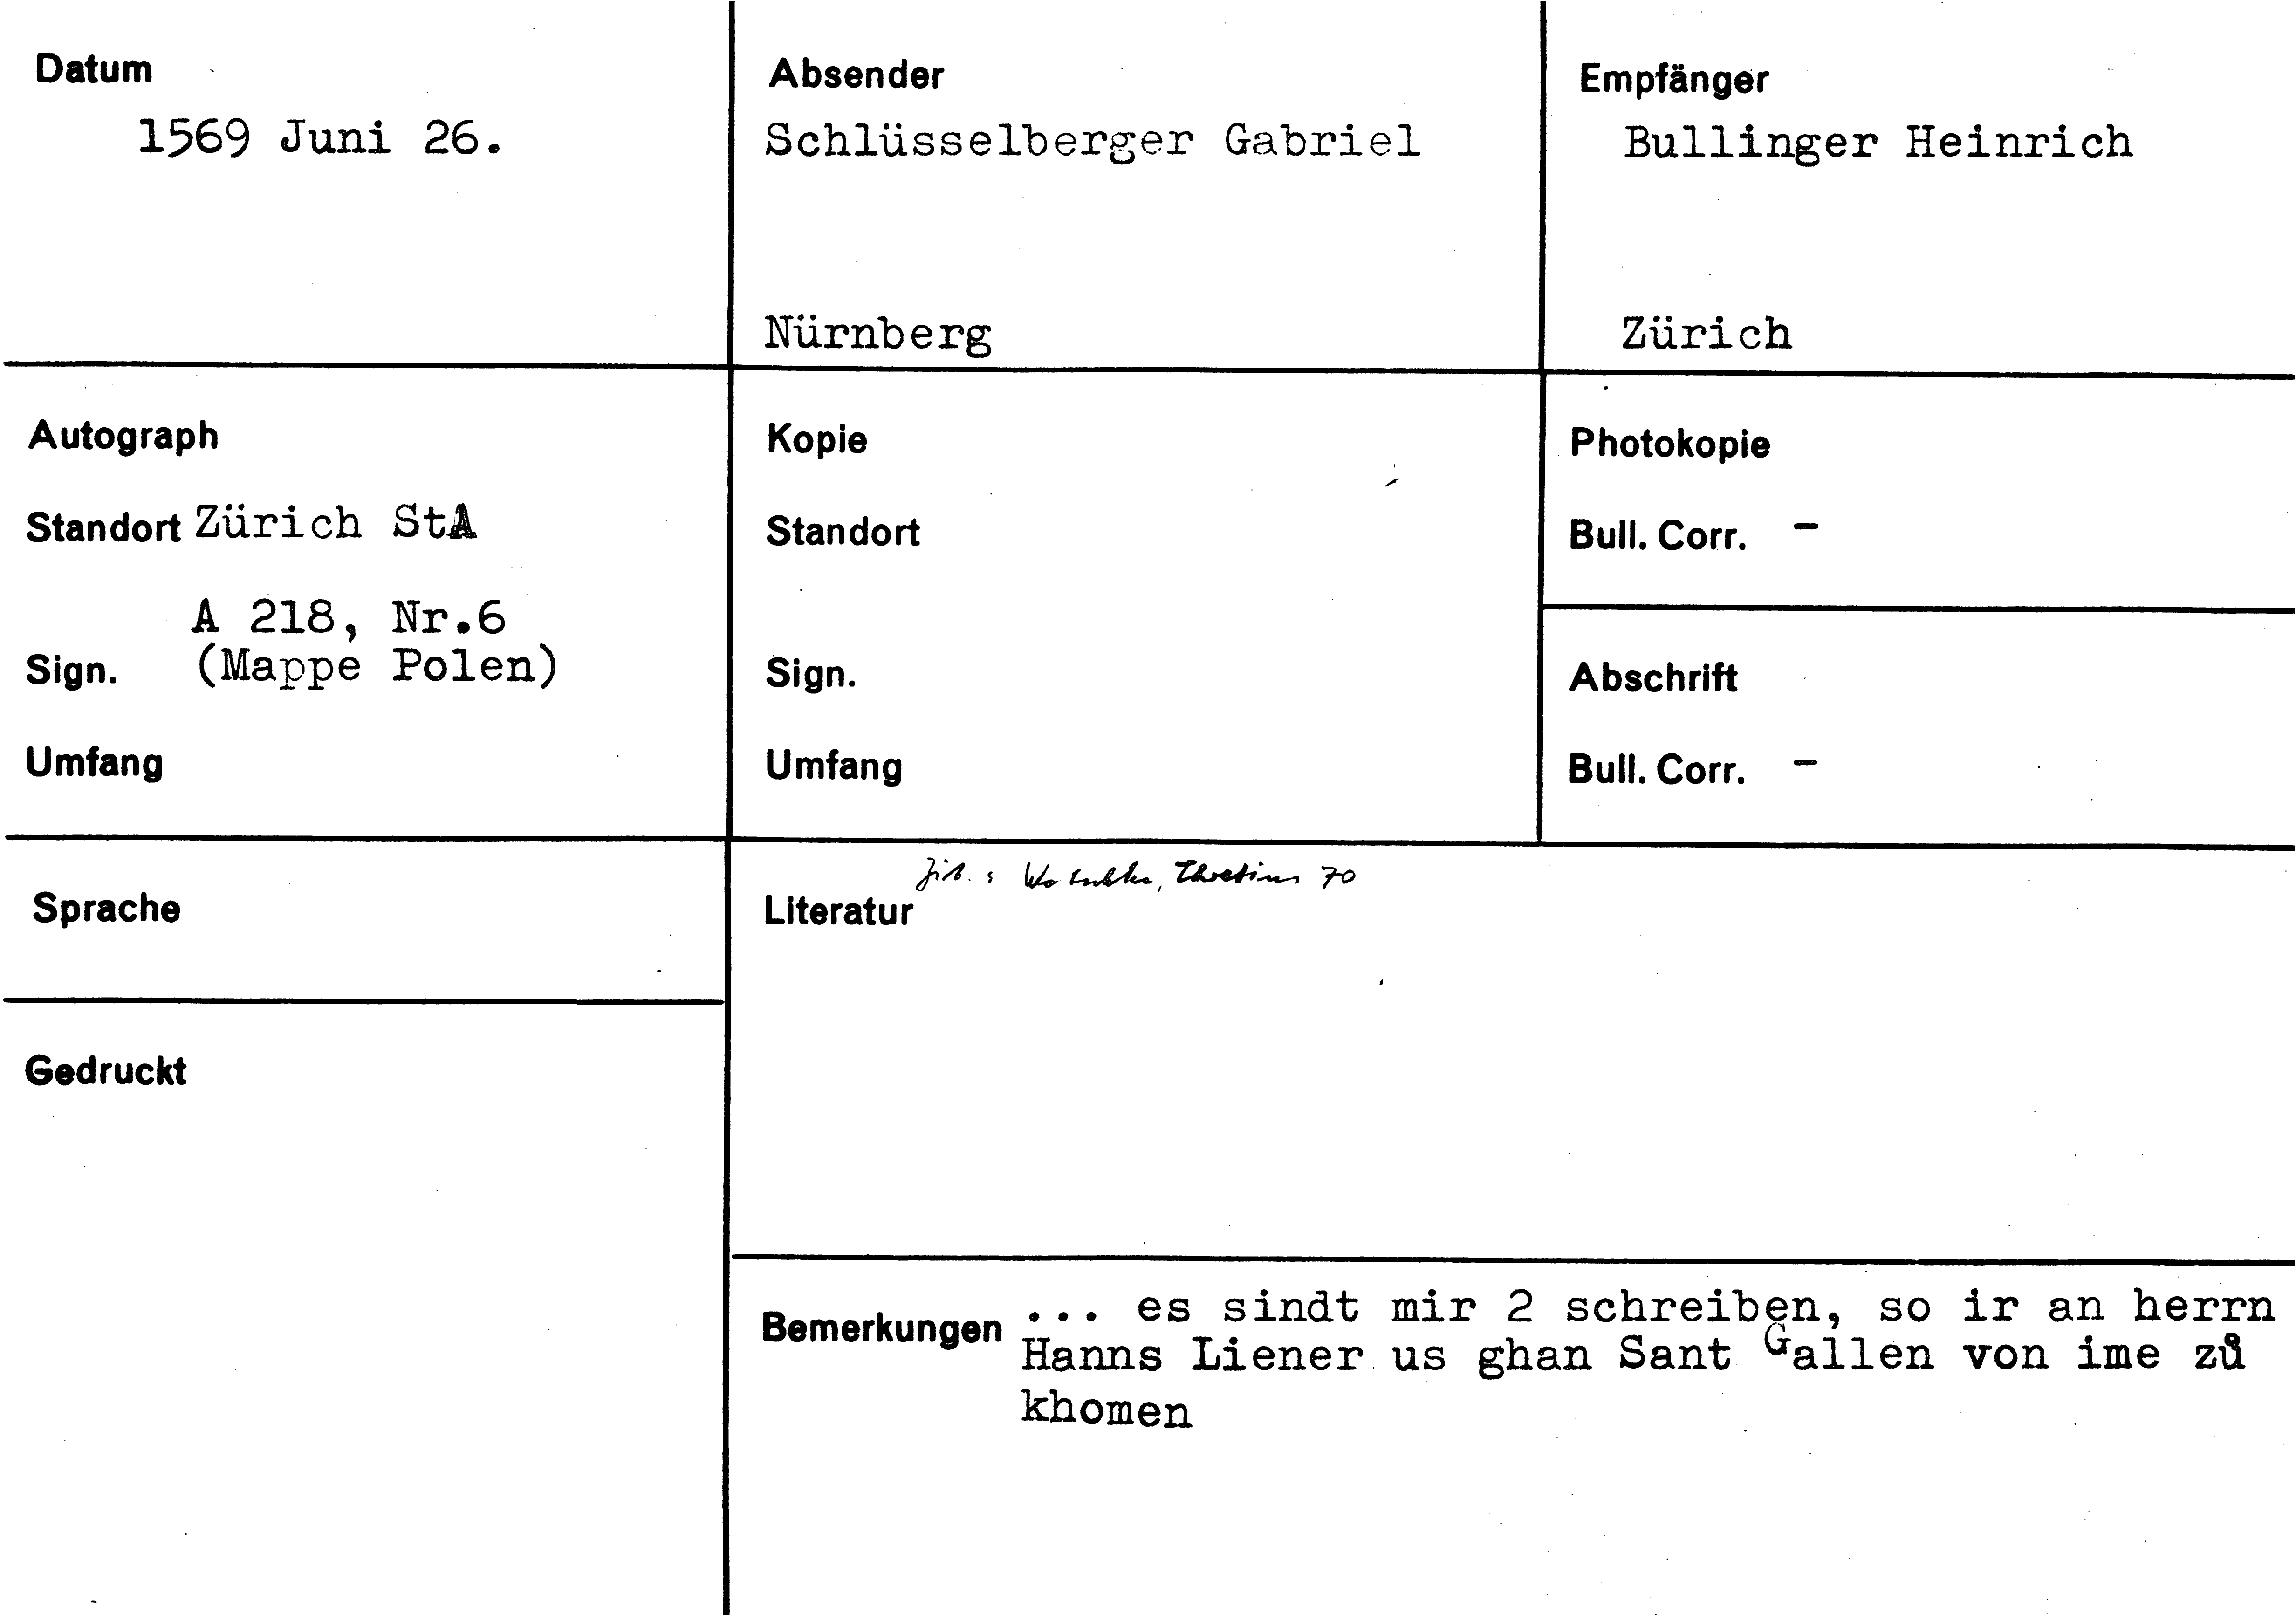 Datum
1569 Juni 26.
Absender
Schlüsselberger Gabriel
Nürnberg
Empfänger
Bullinger Heinrich
Zürich
Autograph
Standort Zürich StA
A 218, Nr.6
Sign. (Mappe Polen)
Umfang
Kopie
Standort
Sign.
Umfang
Photokopie
Bull. Corr. -
Abschrift
Bull. Corr. -
Sprache
Gedruckt
Zit. : Wotschke, Thretius 70
Literatur
Bemerkungen ... es sindt mir 2 schreiben, so ir an herrn
Hanns Liener us ghan Sant Gallen von ime zů
khomen